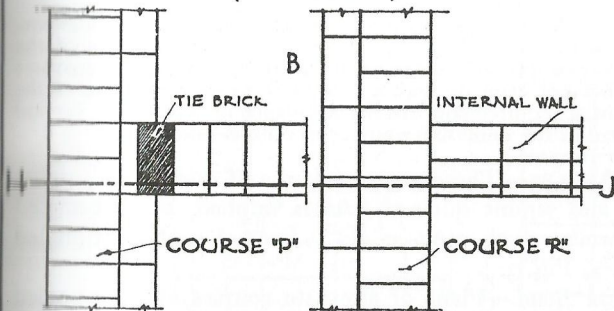 B
TIE BRICK
INTERNAL WALL
H
J
COURSE "P"
COURSE "R"